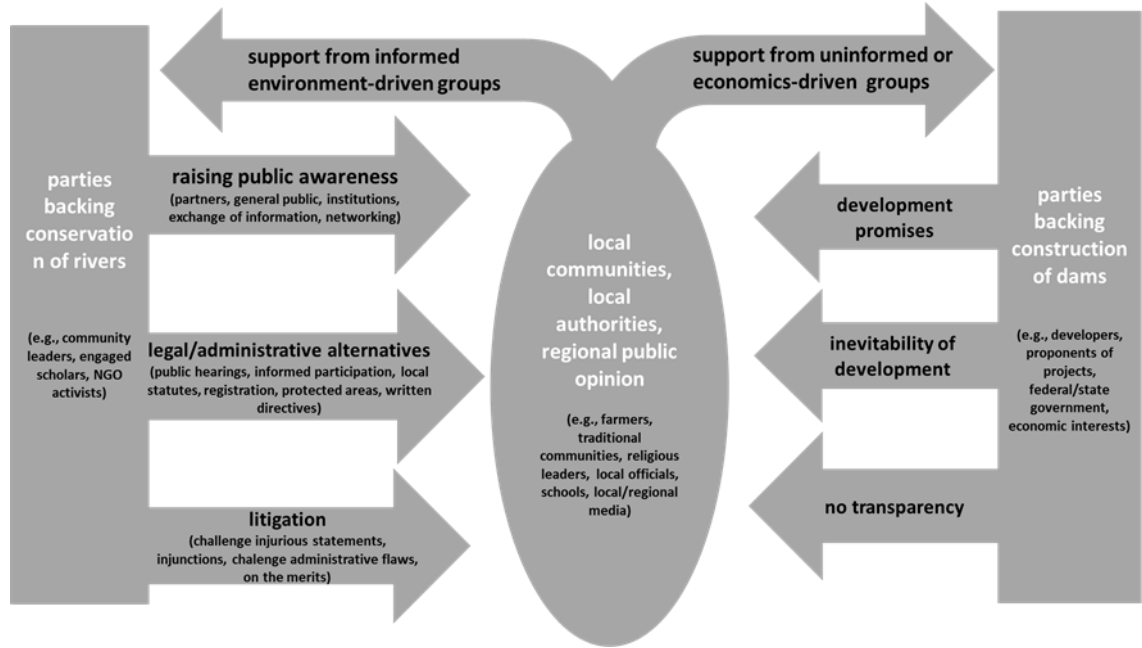 support from informed
environment-driven groups
support from uninformed or
economics-driven groups
parties
backing
conservatio
n of rivers
(e.g., community
leaders, engaged
scholars, NGO
activists)
raising public awareness
(partners, general public, institutions,
exchange of information, networking)
legal/administrative alternatives
(public hearings, informed participation, local
statutes, registration, protected areas, written
directives)
litigation
(challenge injurious statements,
injunctions, chalenge administrative flaws,
on the merits)
local
communities,
local
authorities,
regional public
opinion
(e.g., farmers,
traditional
communities, religious
leaders, local officials,
schools, local/regional
media)
development
promises
inevitability of
development
no transparency
parties
backing
construction
of dams
(e.g., developers,
proponents of
projects,
federal/state
government,
economic interests)